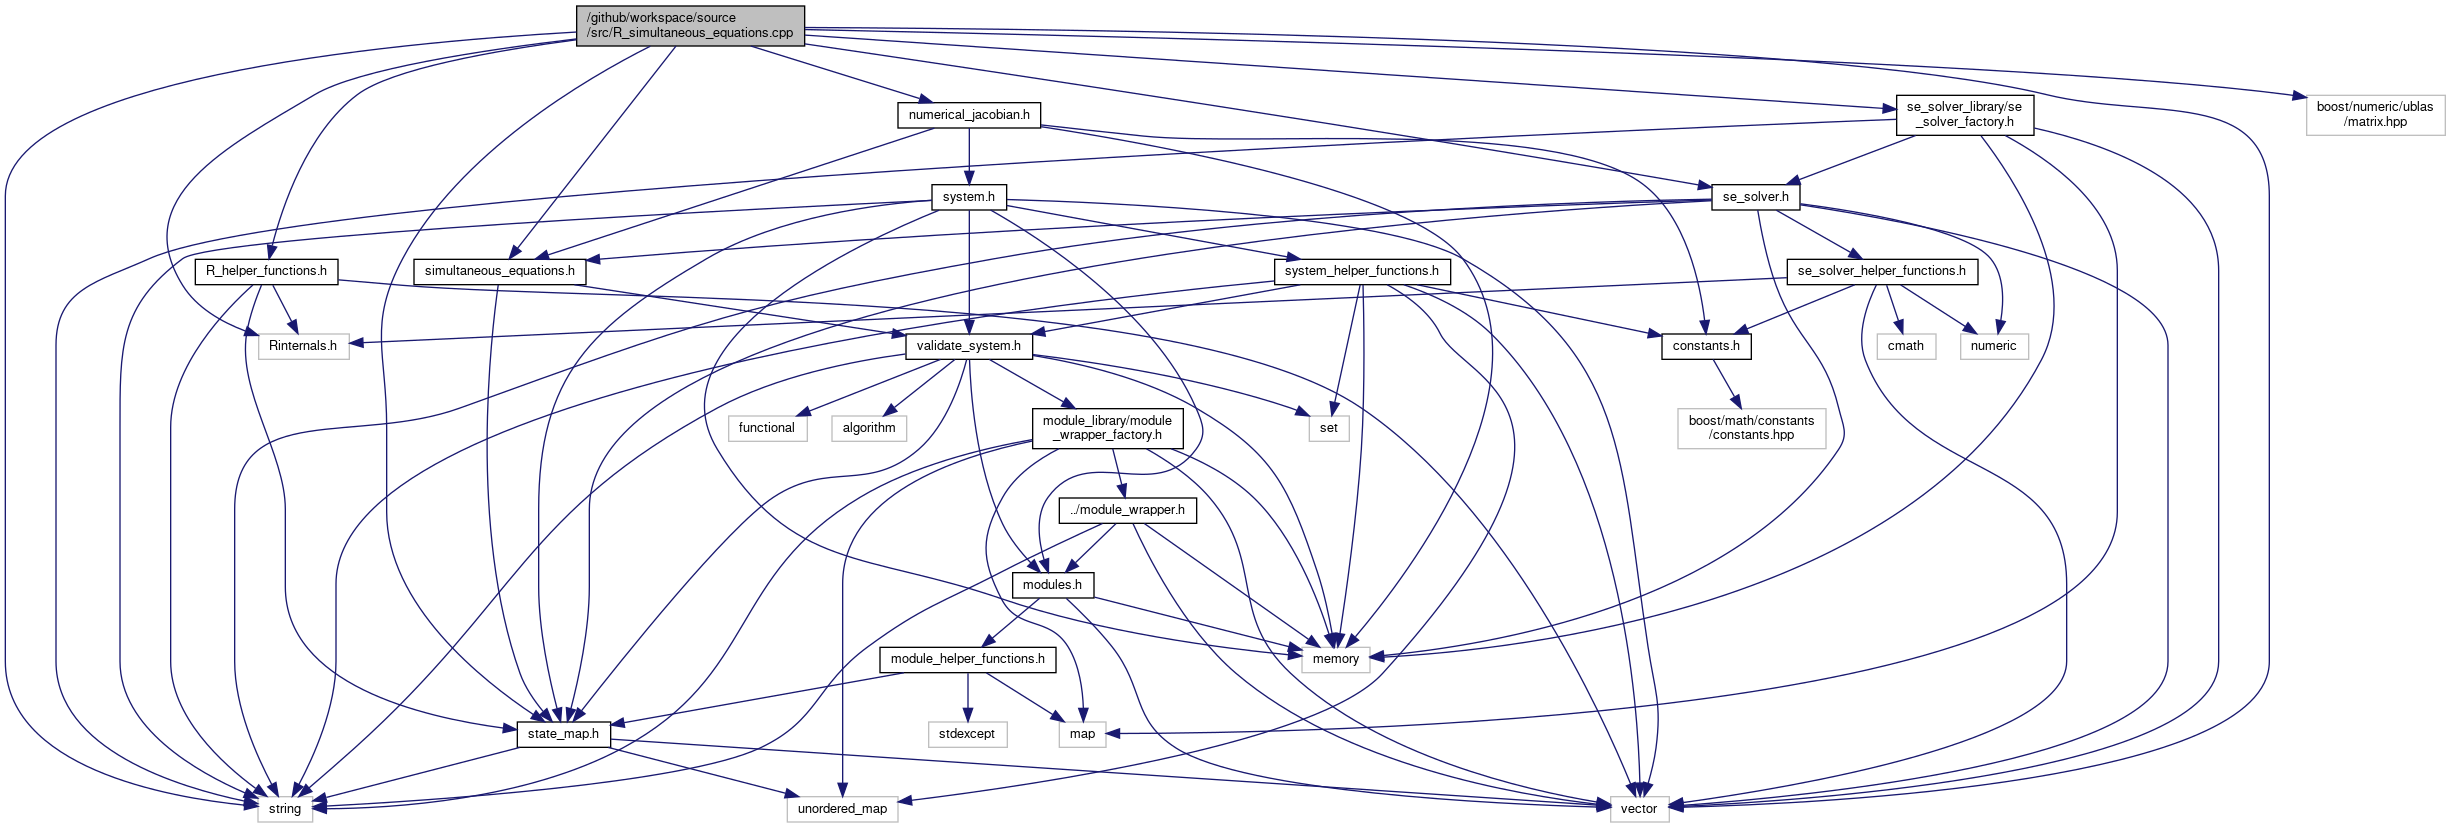 /github/workspace/source
/src/R_simultaneous_equations.cpp
numerical_jacobian.h
se_solver_library/se
_solver_factory.h
boost/numeric/ublas
/matrix.hpp
system.h
se_solver.h
R_helper_functions.h
simultaneous_equations.h
system_helper_functions.h
se_solver_helper_functions.h
Rinternals.h
validate_system.h
constants.h
cmath
numeric
functional
algorithm
module_library/module
_wrapper_factory.h
set
boost/math/constants
/constants.hpp
../module_wrapper.h
modules.h
module_helper_functions.h
memory
state_map.h
stdexcept
map
string
unordered_map
vector